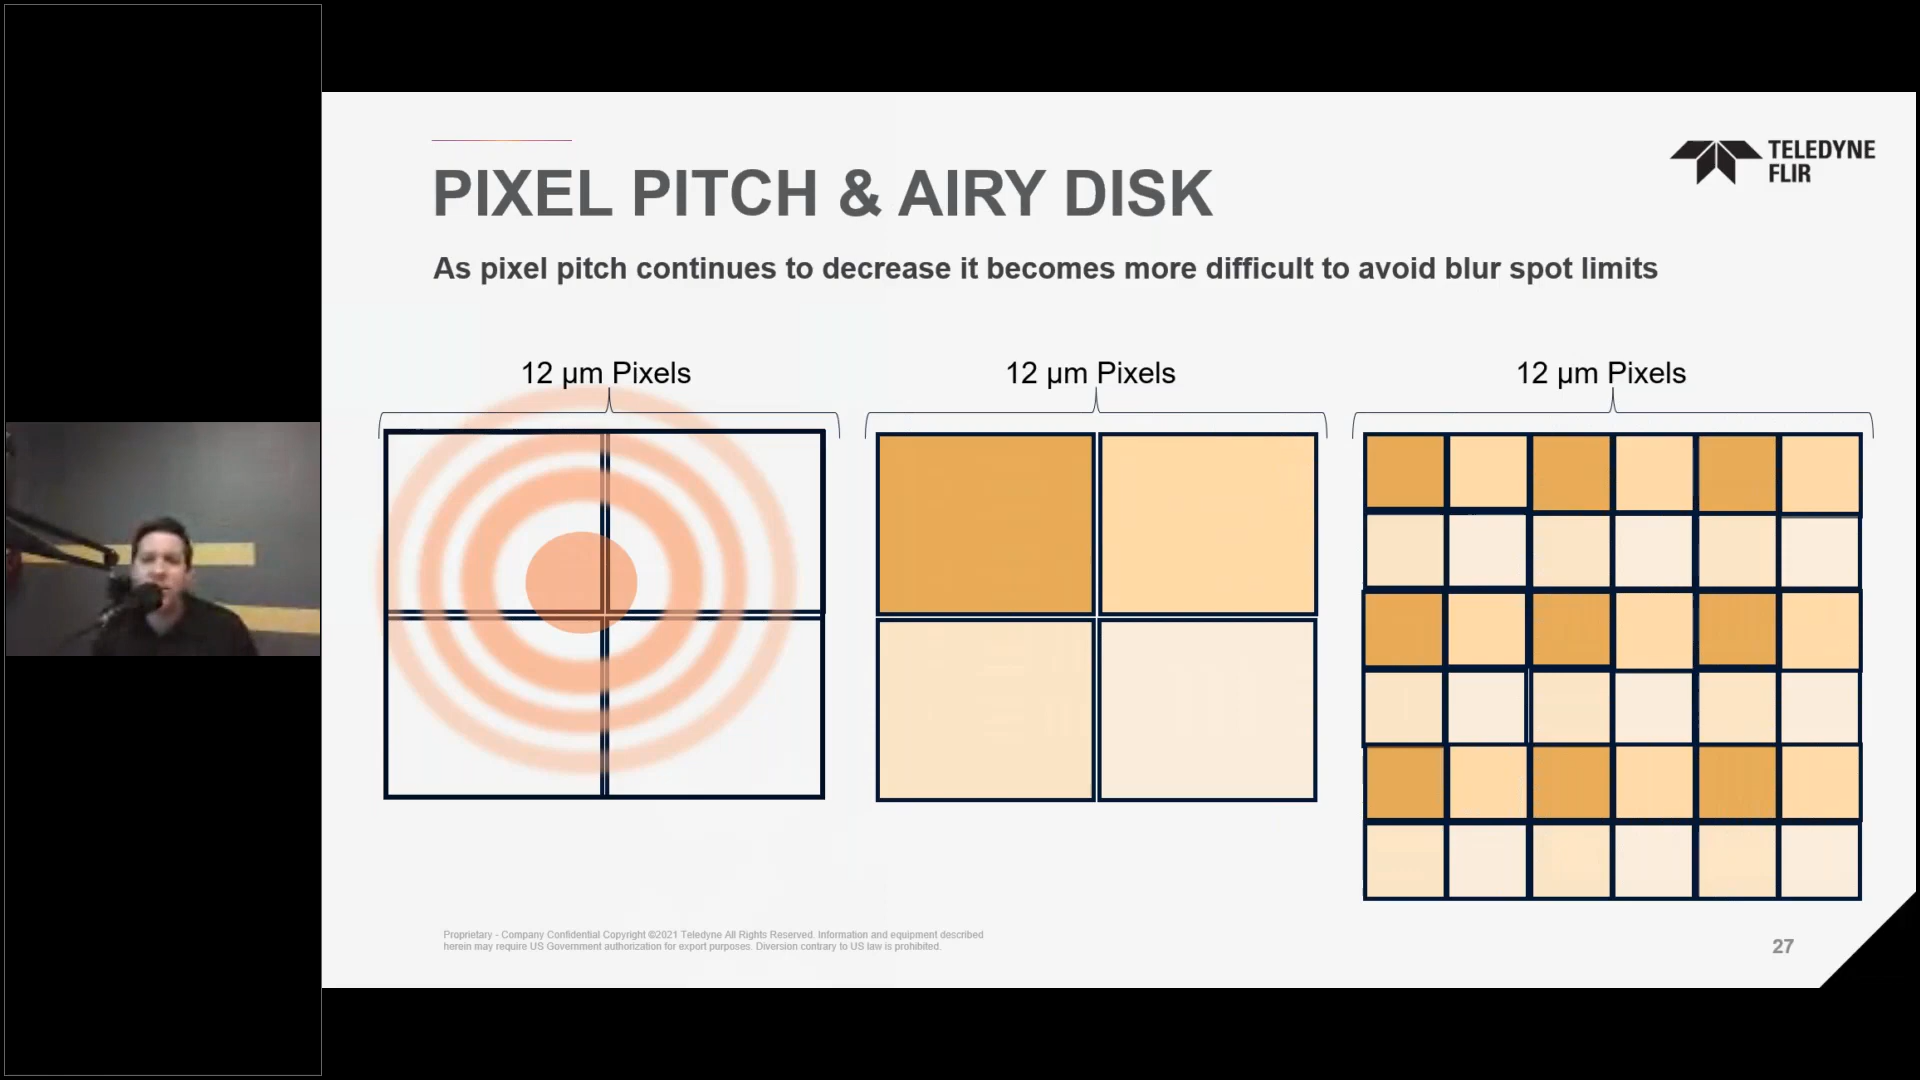 TELEDYNE
FLIR
PIXEL PITCH & AIRY DISK
As pixel pitch continues to decrease it becomes more difficult to avoid blur spot limits
12 µm Pixels
12 µm Pixels
12 µm Pixels
Proprietary - Company Confidential Copyright ©2021 Teledyne All Rights Reserved. Information and equipment described
herein may require US Government authorization for export purposes. Diversion contrary to US law is prohibited.
27